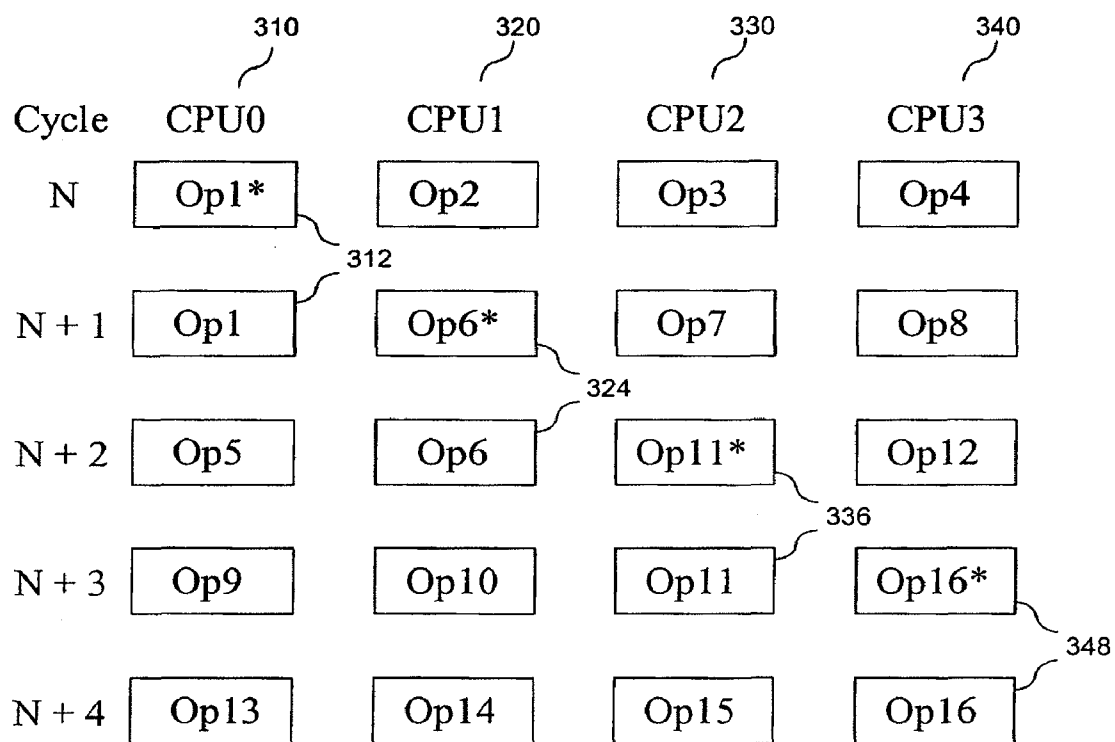 310 320 330 340
Cycle CPU0 CPU1 CPU2 CPU3
N Op1* Op2 Op3 Op4
312
N + 1 Op1 Op6* Op7 Op8
324
N + 2 Op5 Op6 Op11* Op12
336
N + 3 Op9 Op10 Op11 Op16*
348
N + 4 Op13 Op14 Op15 Op16